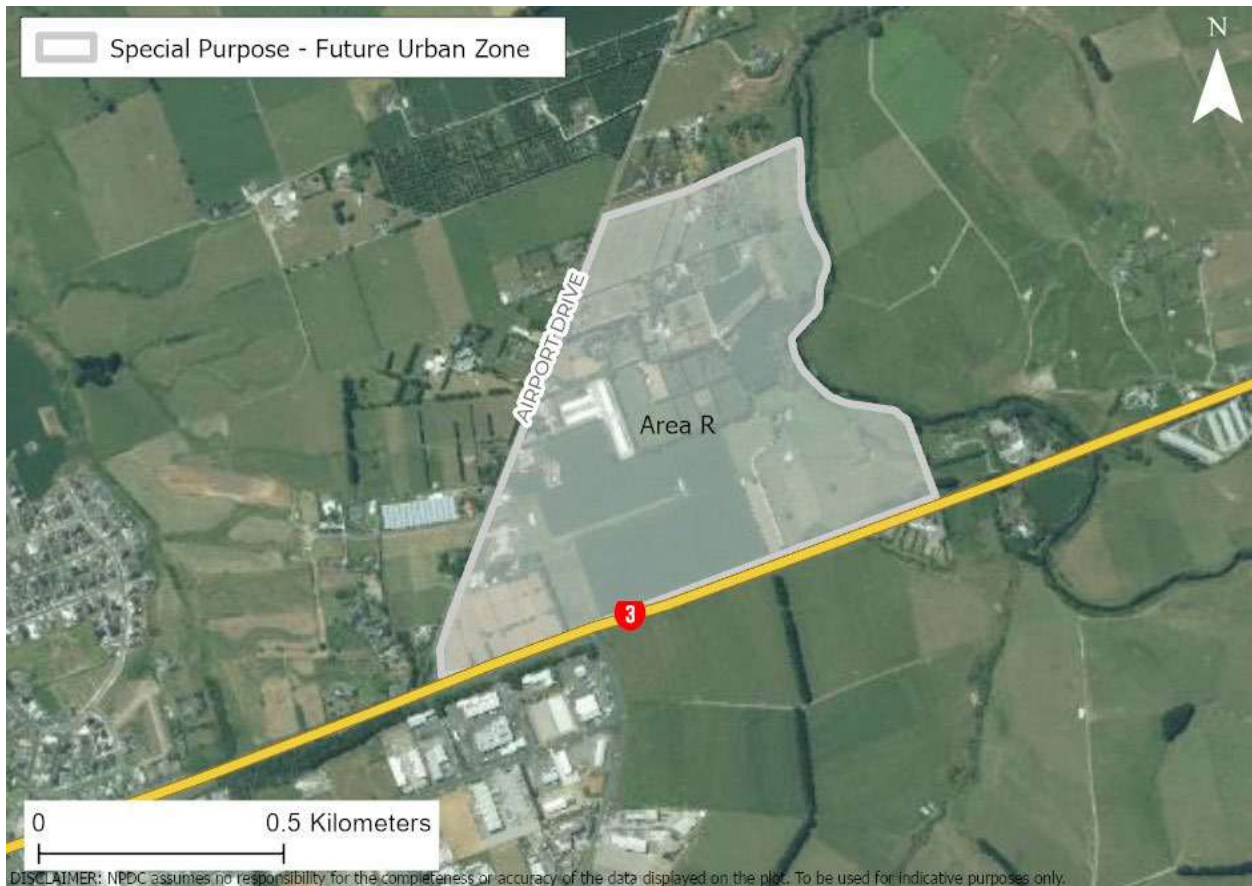 Special Purpose - Future Urban Zone
N
AIRPORT DRIVE
Area R
3
0 0.5 Kilometers
DISCLAIMER: NPDC assumes no responsibility for the completeness or accuracy of the data displayed on the plot. To be used for indicative purposes only.